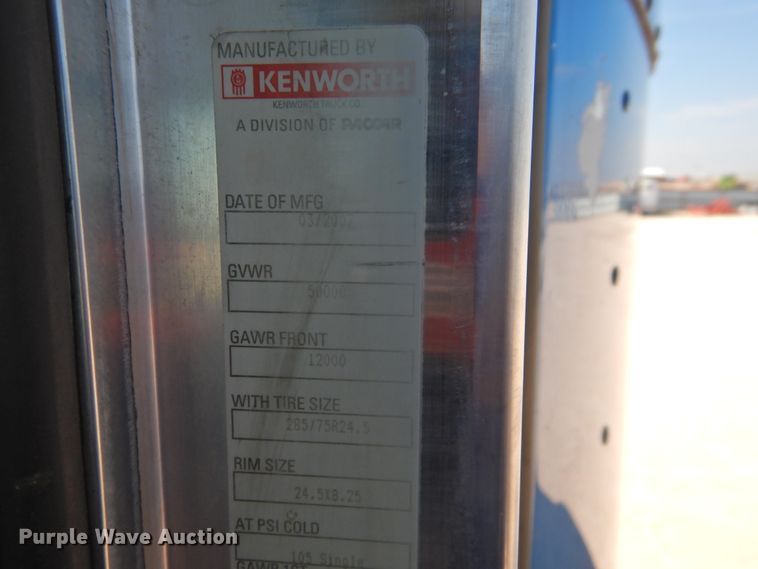 MANUFACTURED BY
KENWORTH
KENWORTH TRUCK CO.
A DIVISION OF PACCAR
DATE OF MFG
03/2002
GVWR
50000
GAWR FRONT
12000
WITH TIRE SIZE
285/75R24.5
RIM SIZE
24.5X8.25
AT PSI COLD
105 Single
GAWR 1ST
Purple Wave Auction®